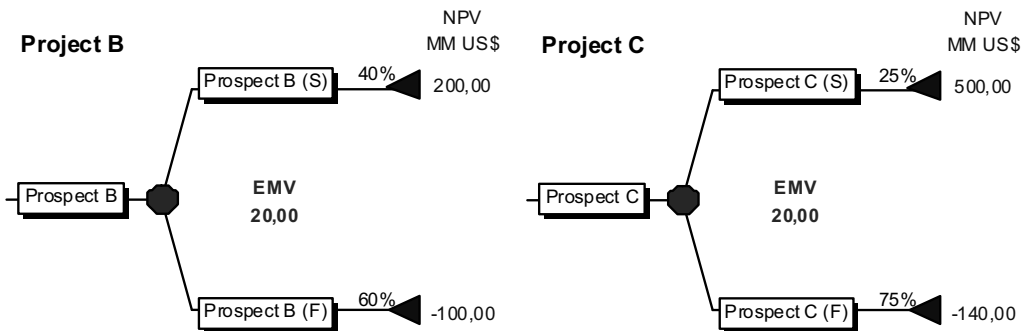 Project B
NPV
MM US$
Prospect B (S)
40%
200,00
Prospect B
EMV
20,00
Prospect B (F)
60%
-100,00
Project C
NPV
MM US$
Prospect C (S)
25%
500,00
Prospect C
EMV
20,00
Prospect C (F)
75%
-140,00